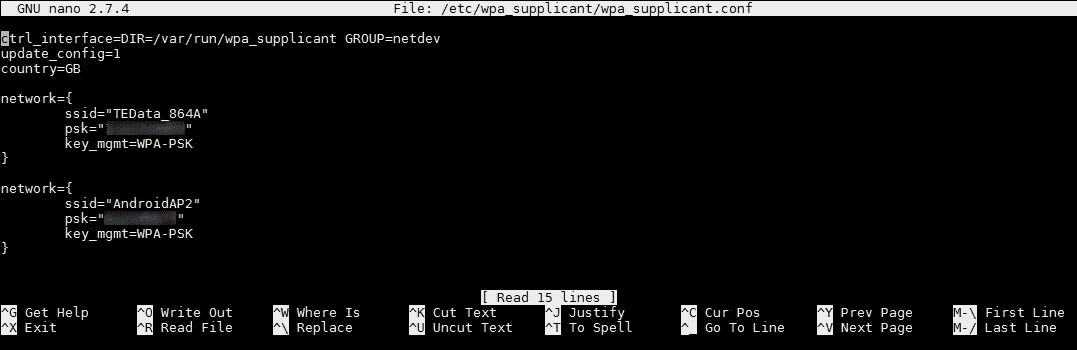 GNU nano 2.7.4 File: /etc/wpa_supplicant/wpa_supplicant.conf
ctrl_interface=DIR=/var/run/wpa_supplicant GROUP=netdev
update_config=1
country=GB
network={
ssid="TEData_864A"
psk=" "
key_mgmt=WPA-PSK
}
network={
ssid="AndroidAP2"
psk=" "
key_mgmt=WPA-PSK
}
[ Read 15 lines ]
^G Get Help ^O Write Out ^W Where Is ^K Cut Text ^J Justify ^C Cur Pos ^Y Prev Page M-\ First Line
^X Exit ^R Read File ^\ Replace ^U Uncut Text ^T To Spell ^_ Go To Line ^V Next Page M-/ Last Line